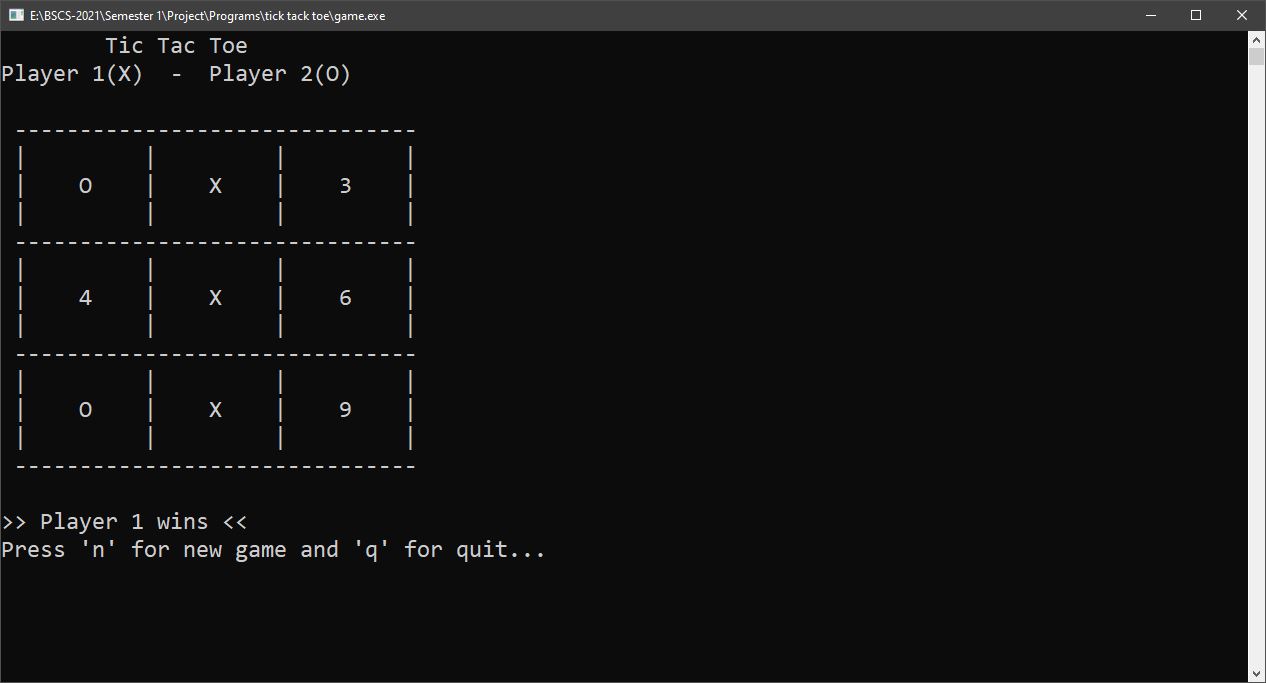 E:\BSCS-2021\Semester 1\Project\Programs\tick tack toe\game.exe
Tic Tac Toe
Player 1(X)  -  Player 2(O)
-------------------------------
|         |         |         |
|    O    |    X    |    3    |
|         |         |         |
-------------------------------
|         |         |         |
|    4    |    X    |    6    |
|         |         |         |
-------------------------------
|         |         |         |
|    O    |    X    |    9    |
|         |         |         |
-------------------------------
>> Player 1 wins <<
Press 'n' for new game and 'q' for quit...